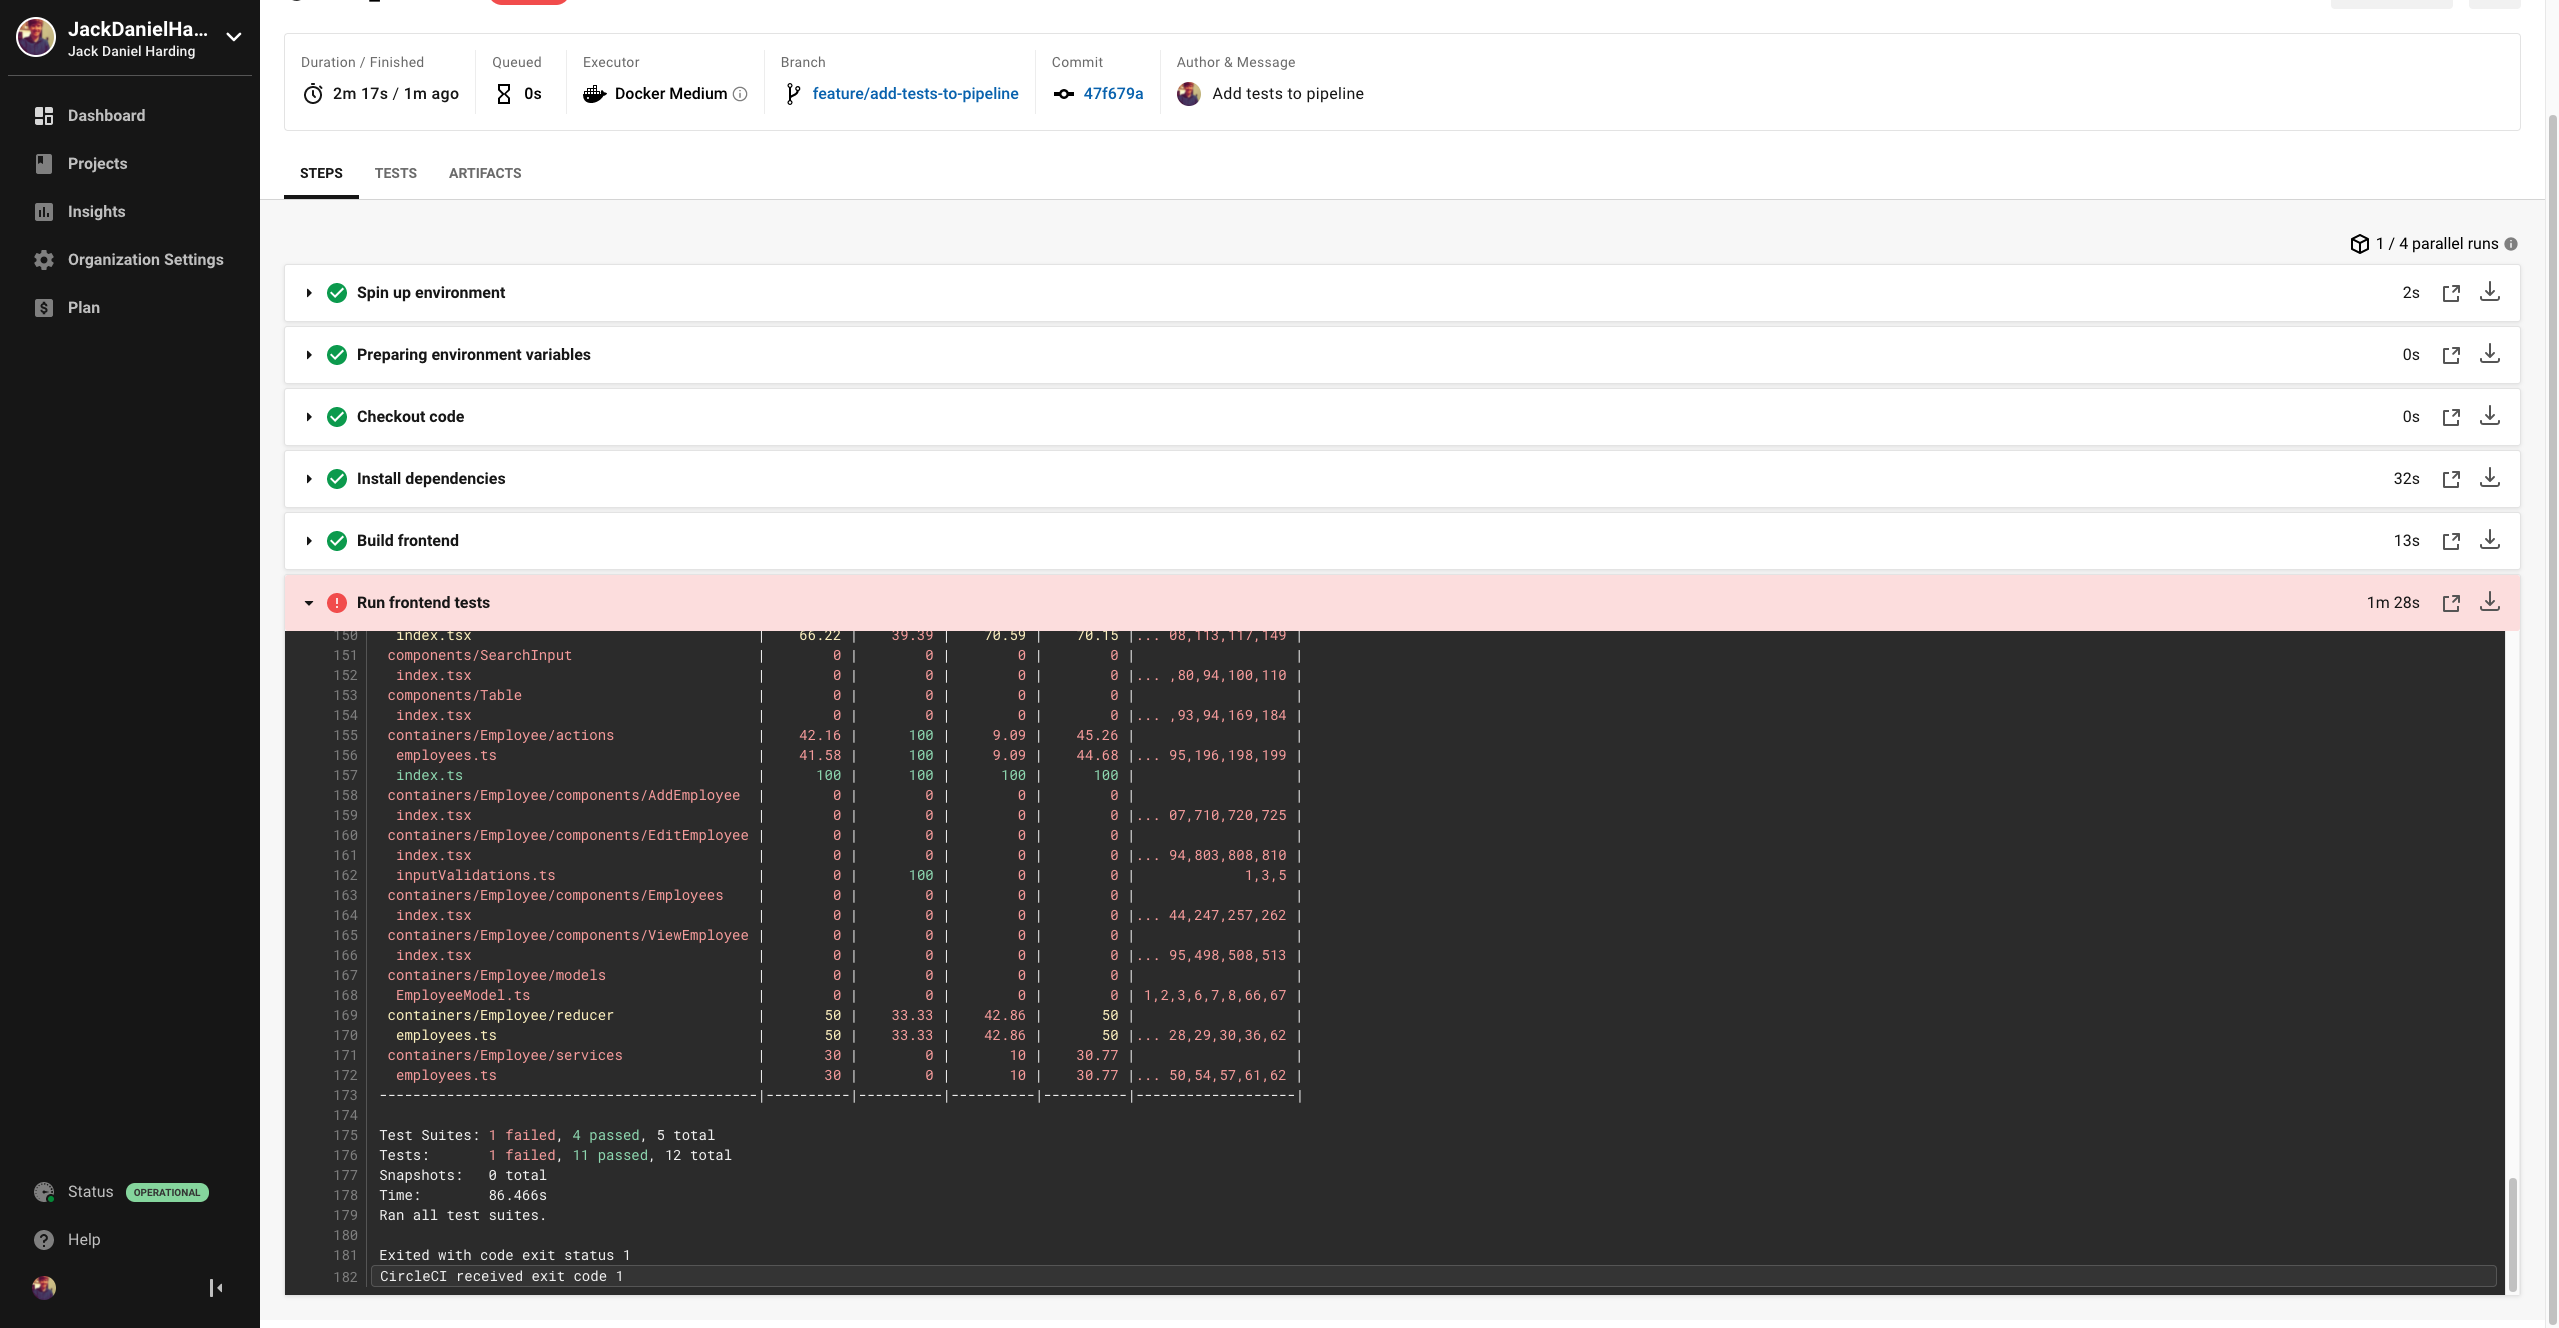 JackDanielHa...
Jack Daniel Harding
Dashboard
Projects
Insights
Organization Settings
Plan
Status OPERATIONAL
Help
Duration / Finished
2m 17s / 1m ago
Queued
0s
Executor
Docker Medium
Branch
feature/add-tests-to-pipeline
Commit
47f679a
Author & Message
Add tests to pipeline
STEPS TESTS ARTIFACTS
1 / 4 parallel runs
Spin up environment 2s
Preparing environment variables 0s
Checkout code 0s
Install dependencies 32s
Build frontend 13s
Run frontend tests 1m 28s
150 index.tsx | 66.22 | 39.39 | 70.59 | 70.15 |... 08,113,117,149 |
151 components/SearchInput | 0 | 0 | 0 | 0 | |
152 index.tsx | 0 | 0 | 0 | 0 |... ,80,94,100,110 |
153 components/Table | 0 | 0 | 0 | 0 | |
154 index.tsx | 0 | 0 | 0 | 0 |... ,93,94,169,184 |
155 containers/Employee/actions | 42.16 | 100 | 9.09 | 45.26 | |
156 employees.ts | 41.58 | 100 | 9.09 | 44.68 |... 95,196,198,199 |
157 index.ts | 100 | 100 | 100 | 100 | |
158 containers/Employee/components/AddEmployee | 0 | 0 | 0 | 0 | |
159 index.tsx | 0 | 0 | 0 | 0 |... 07,710,720,725 |
160 containers/Employee/components/EditEmployee | 0 | 0 | 0 | 0 | |
161 index.tsx | 0 | 0 | 0 | 0 |... 94,803,808,810 |
162 inputValidations.ts | 0 | 100 | 0 | 0 | 1,3,5 |
163 containers/Employee/components/Employees | 0 | 0 | 0 | 0 | |
164 index.tsx | 0 | 0 | 0 | 0 |... 44,247,257,262 |
165 containers/Employee/components/ViewEmployee | 0 | 0 | 0 | 0 | |
166 index.tsx | 0 | 0 | 0 | 0 |... 95,498,508,513 |
167 containers/Employee/models | 0 | 0 | 0 | 0 | |
168 EmployeeModel.ts | 0 | 0 | 0 | 0 | 1,2,3,6,7,8,66,67 |
169 containers/Employee/reducer | 50 | 33.33 | 42.86 | 50 | |
170 employees.ts | 50 | 33.33 | 42.86 | 50 |... 28,29,30,36,62 |
171 containers/Employee/services | 30 | 0 | 10 | 30.77 | |
172 employees.ts | 30 | 0 | 10 | 30.77 |... 50,54,57,61,62 |
173 ---------------------------------------------|----------|----------|----------|----------|-------------------|
174
175 Test Suites: 1 failed, 4 passed, 5 total
176 Tests: 1 failed, 11 passed, 12 total
177 Snapshots: 0 total
178 Time: 86.466s
179 Ran all test suites.
180
181 Exited with code exit status 1
182 CircleCI received exit code 1